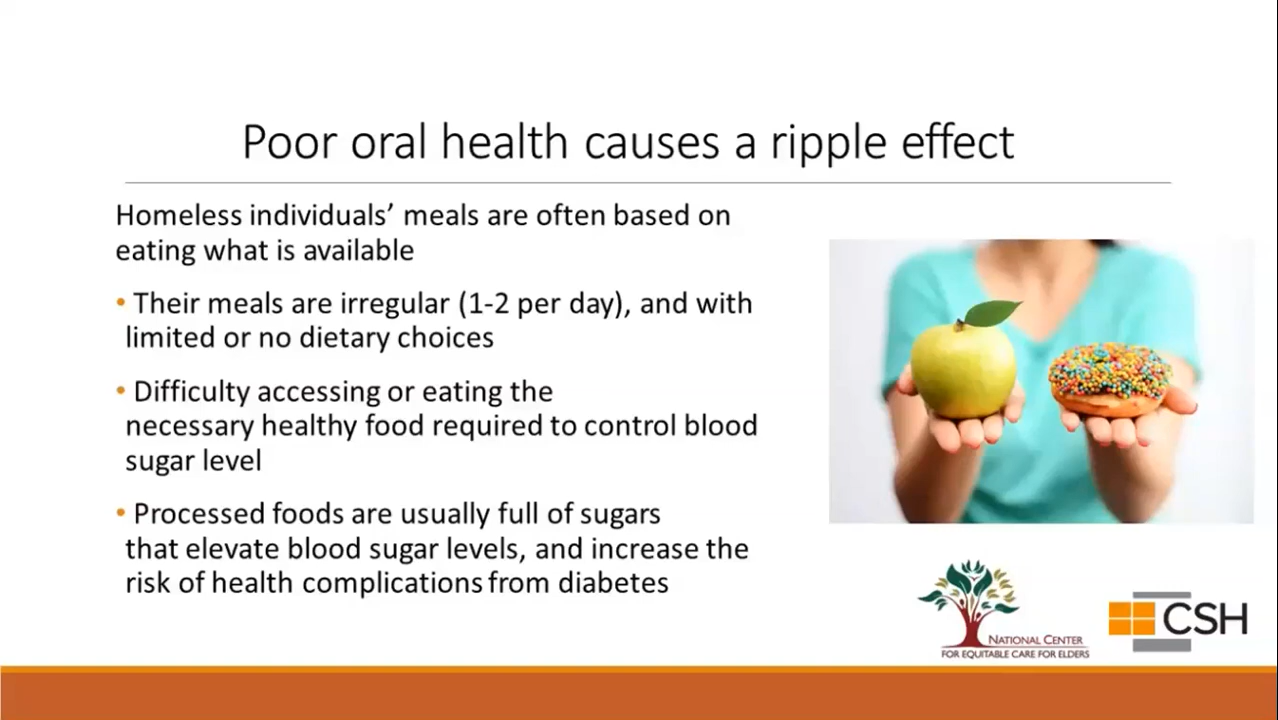 Poor oral health causes a ripple effect
Homeless individuals’ meals are often based on
eating what is available
• Their meals are irregular (1-2 per day), and with
limited or no dietary choices
• Difficulty accessing or eating the
necessary healthy food required to control blood
sugar level
• Processed foods are usually full of sugars
that elevate blood sugar levels, and increase the
risk of health complications from diabetes
NATIONAL CENTER
FOR EQUITABLE CARE FOR ELDERS
CSH